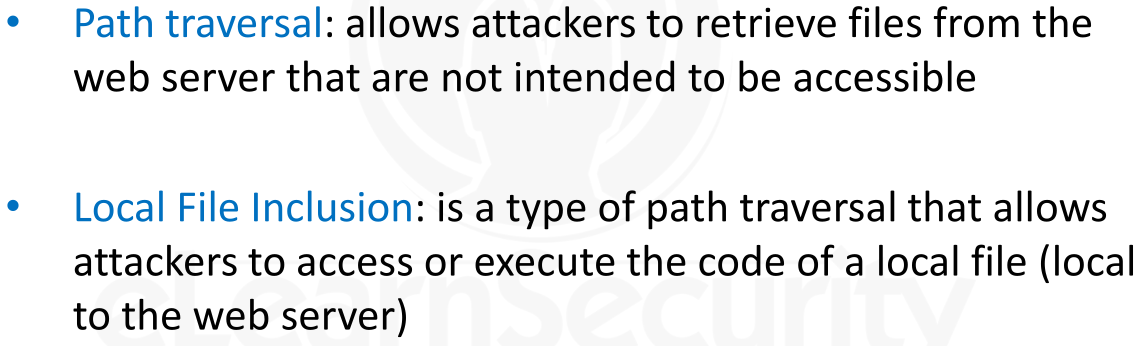 • Path traversal: allows attackers to retrieve files from the
web server that are not intended to be accessible
• Local File Inclusion: is a type of path traversal that allows
attackers to access or execute the code of a local file (local
to the web server)
eLearnSecurity